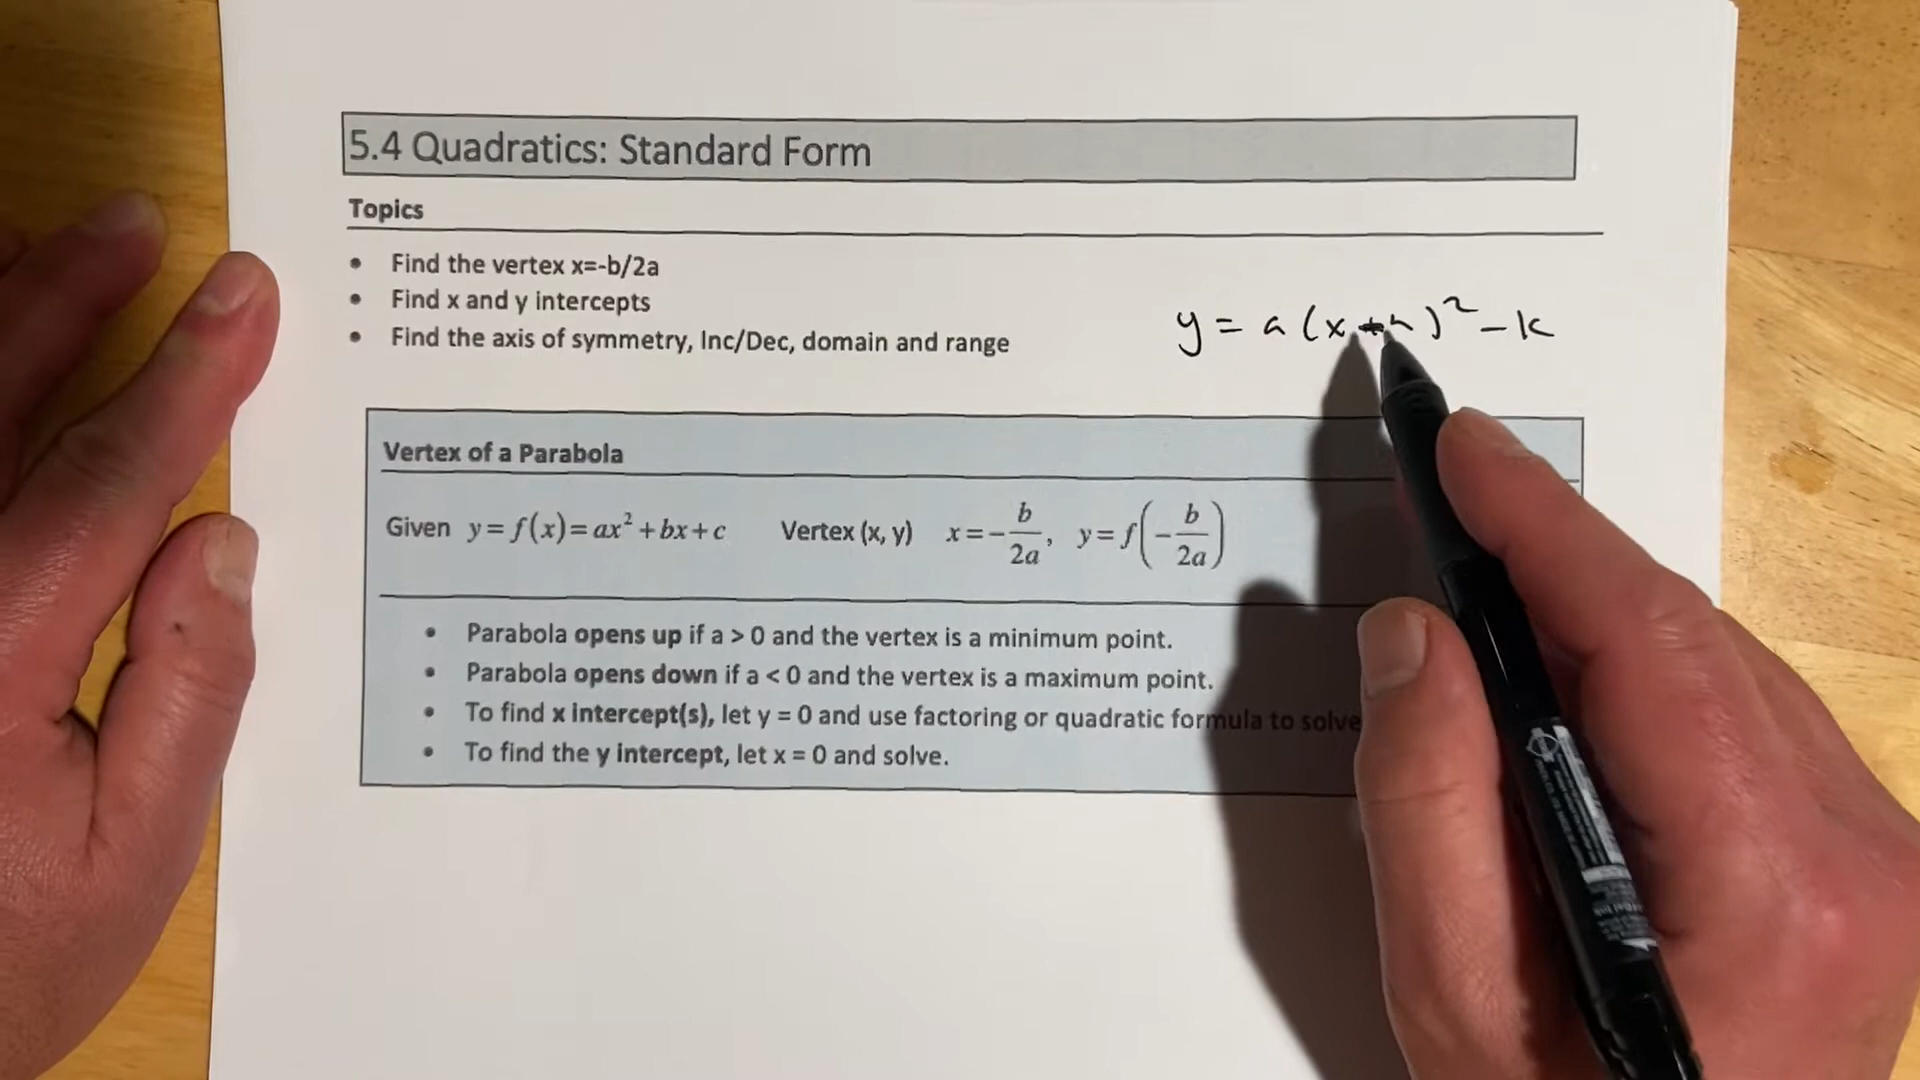 5.4 Quadratics: Standard Form
Topics
• Find the vertex x=-b/2a
• Find x and y intercepts
• Find the axis of symmetry, Inc/Dec, domain and range
y = a (x + h)² - k
Vertex of a Parabola
Given y = f(x) = ax² + bx + c Vertex (x, y) x = -b/2a, y = f(-b/2a)
• Parabola opens up if a > 0 and the vertex is a minimum point.
• Parabola opens down if a < 0 and the vertex is a maximum point.
• To find x intercept(s), let y = 0 and use factoring or quadratic formula to solve
• To find the y intercept, let x = 0 and solve.